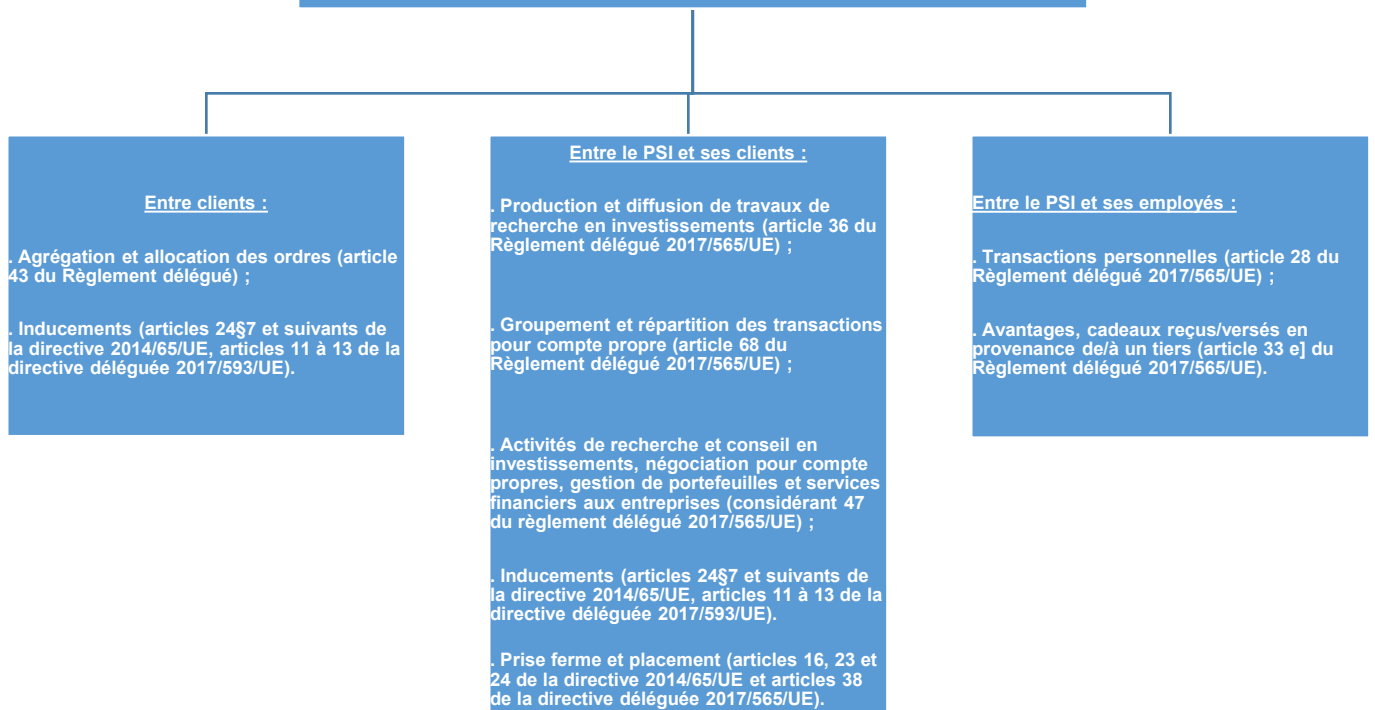 Entre clients :
. Agrégation et allocation des ordres (article
43 du Règlement délégué) ;
. Inducements (articles 24§7 et suivants de
la directive 2014/65/UE, articles 11 à 13 de la
directive déléguée 2017/593/UE).
Entre le PSI et ses clients :
. Production et diffusion de travaux de
recherche en investissements (article 36 du
Règlement délégué 2017/565/UE) ;
. Groupement et répartition des transactions
pour compte propre (article 68 du
Règlement délégué 2017/565/UE) ;
. Activités de recherche et conseil en
investissements, négociation pour compte
propres, gestion de portefeuilles et services
financiers aux entreprises (considérant 47
du règlement délégué 2017/565/UE) ;
. Inducements (articles 24§7 et suivants de
la directive 2014/65/UE, articles 11 à 13 de la
directive déléguée 2017/593/UE).
. Prise ferme et placement (articles 16, 23 et
24 de la directive 2014/65/UE et articles 38
de la directive déléguée 2017/565/UE).
Entre le PSI et ses employés :
. Transactions personnelles (article 28 du
Règlement délégué 2017/565/UE) ;
. Avantages, cadeaux reçus/versés en
provenance de/à un tiers (article 33 e] du
Règlement délégué 2017/565/UE).